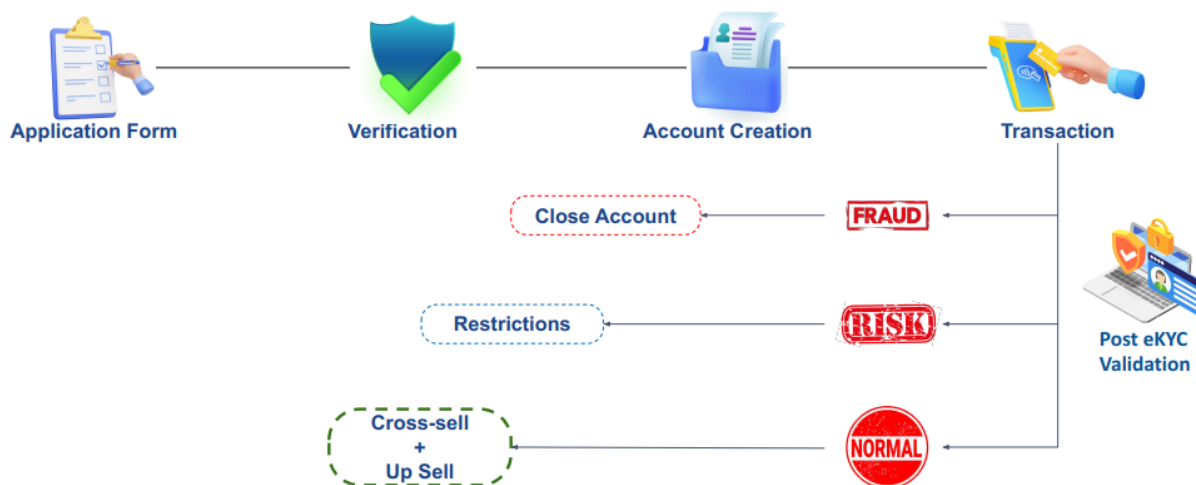 Application Form
Verification
Account Creation
Transaction
Close Account
FRAUD
Restrictions
RISK
Post eKYC
Validation
Cross-sell
+
Up Sell
NORMAL